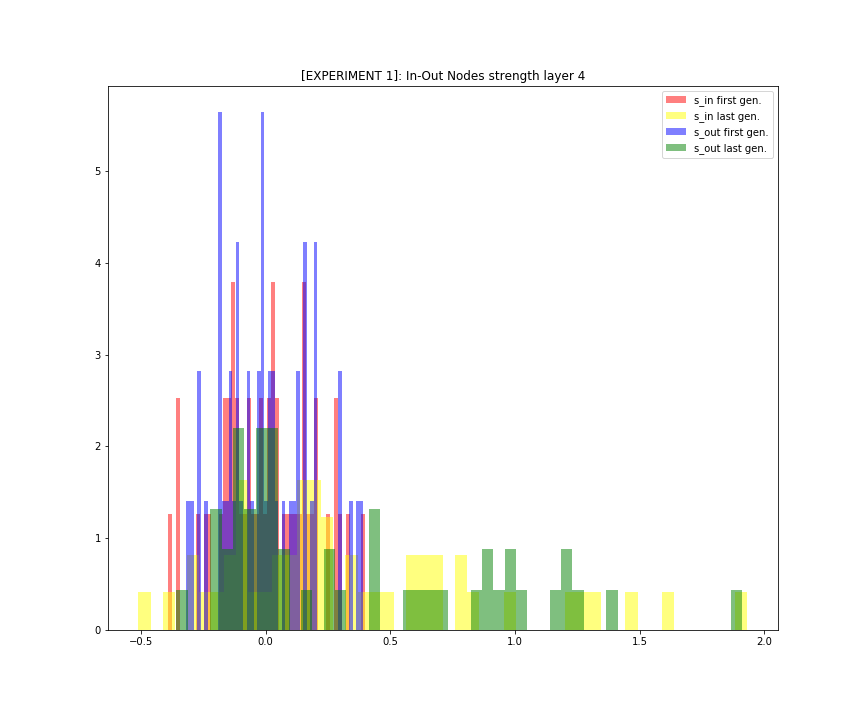 [EXPERIMENT 1]: In-Out Nodes strength layer 4
s_in first gen.
s_in last gen.
s_out first gen.
s_out last gen.
5
4
3
2
1
0
−0.5 0.0 0.5 1.0 1.5 2.0